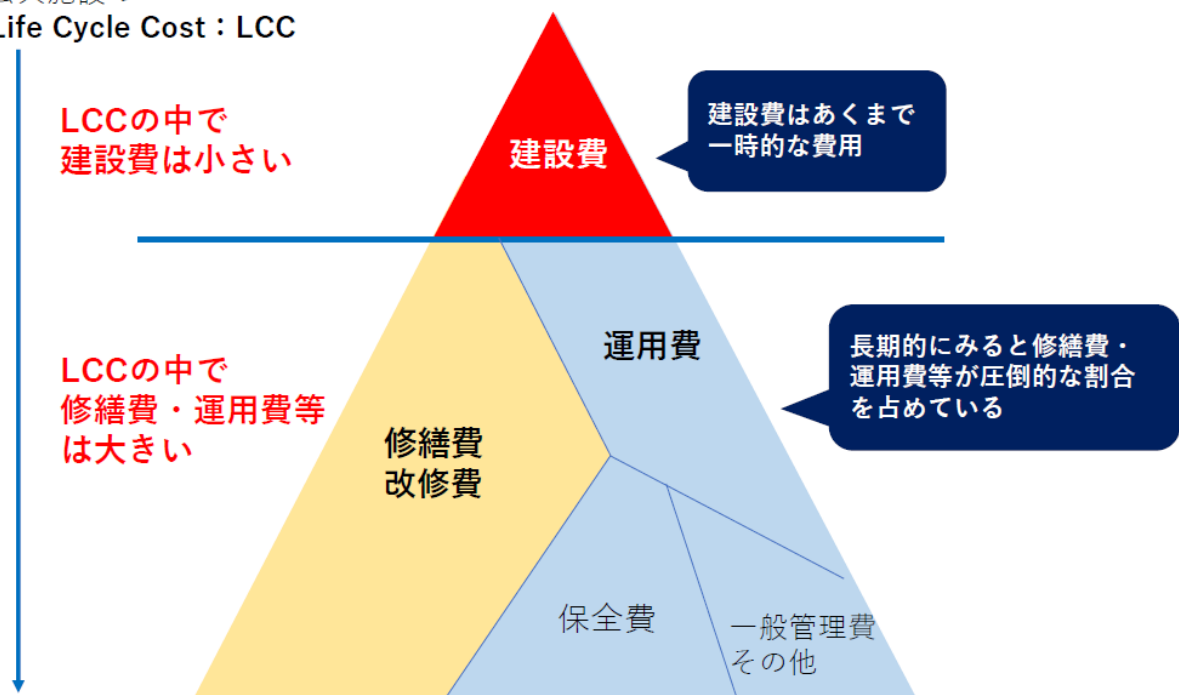 Life Cycle Cost：LCC
LCCの中で
建設費は小さい
建設費
建設費はあくまで
一時的な費用
LCCの中で
修繕費・運用費等
は大きい
修繕費
改修費
運用費
長期的にみると修繕費・
運用費等が圧倒的な割合
を占めている
保全費
一般管理費
その他